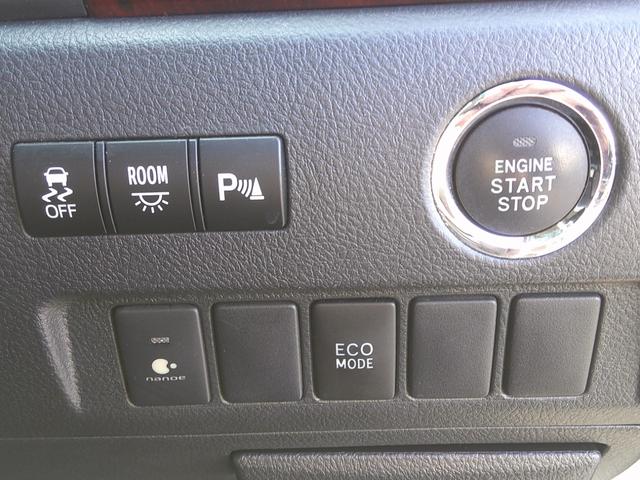 OFF
ROOM
P
ENGINE
START
STOP
nanoe
ECO
MODE